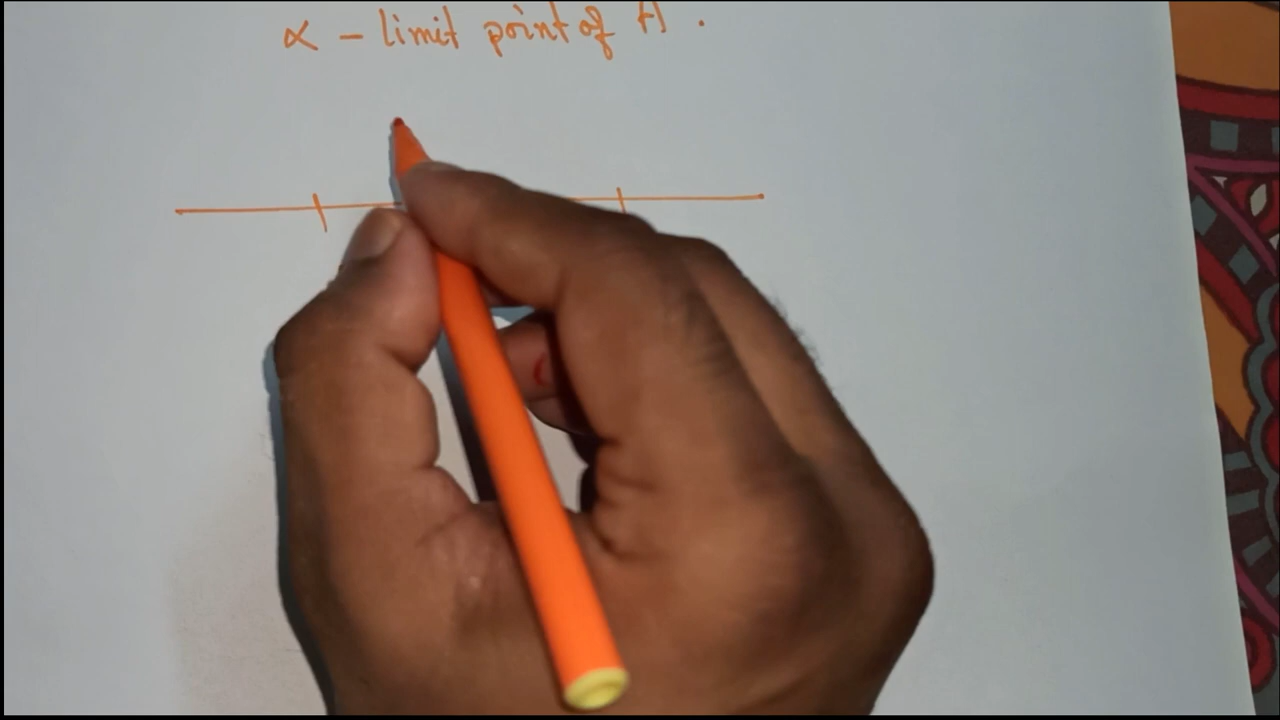 α - limit point of A .